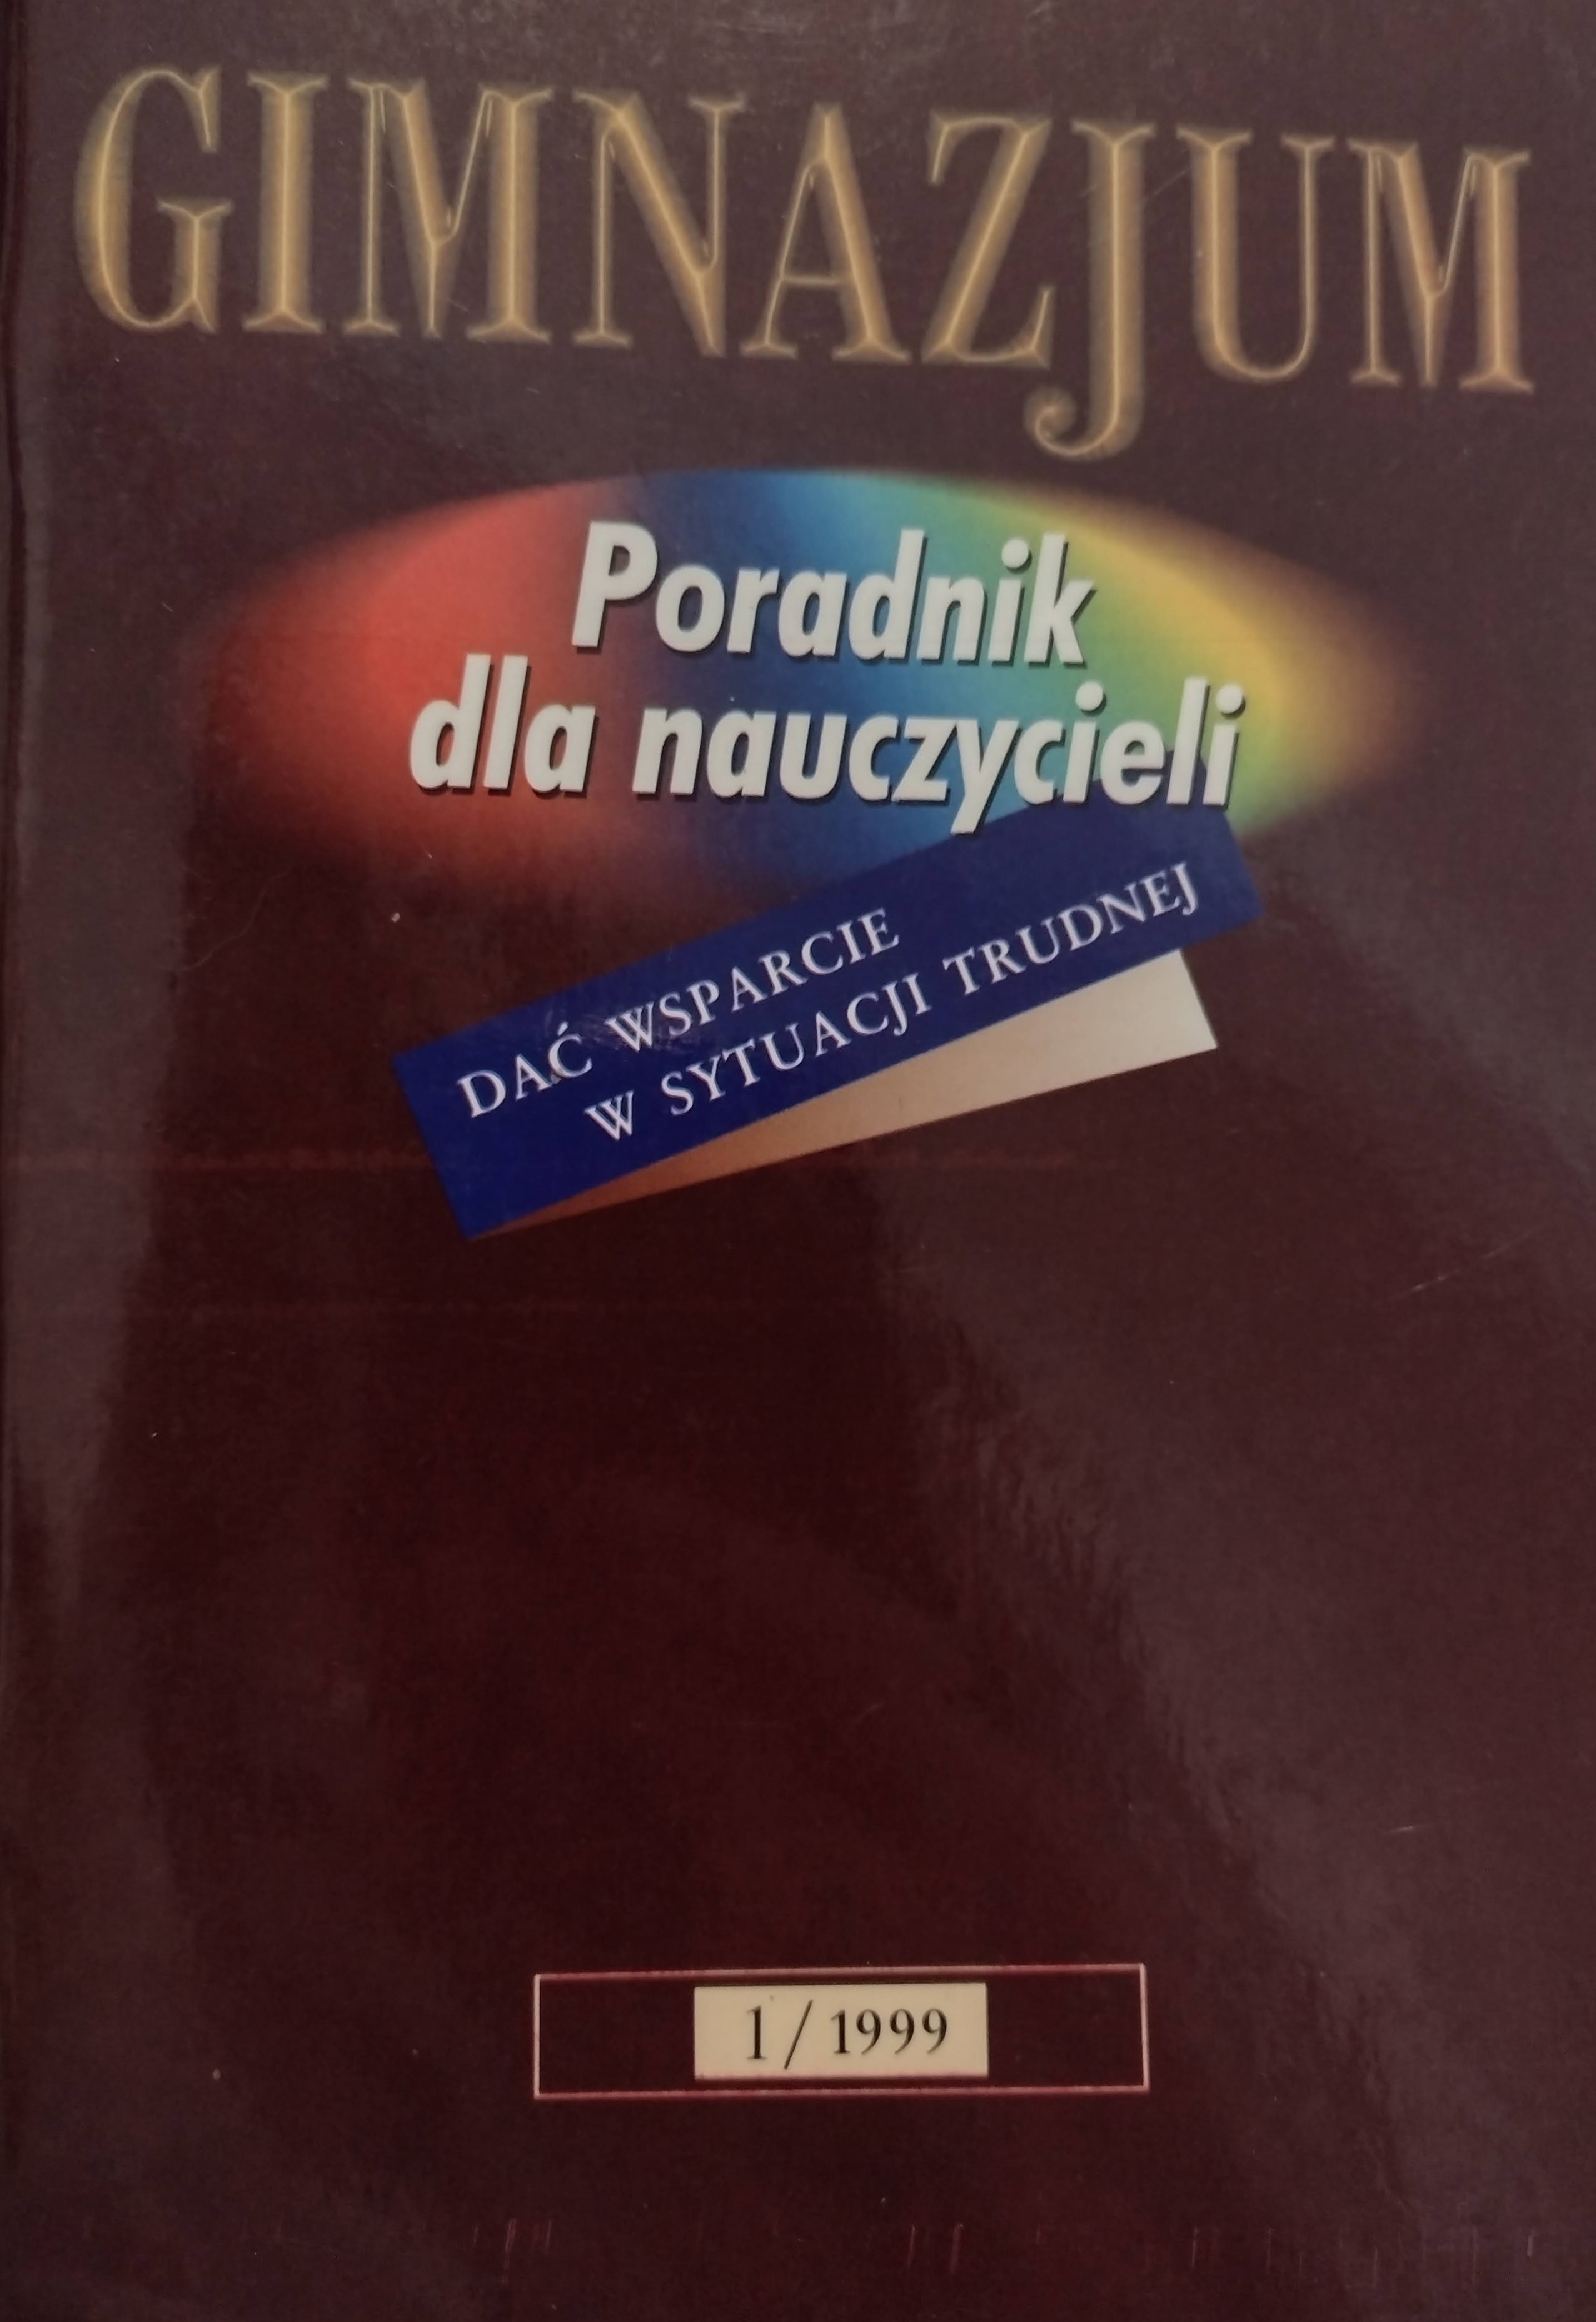 GIMNAZJUM
Poradnik
dla nauczycieli
DAĆ WSPARCIE
W SYTUACJI TRUDNEJ
1/1999